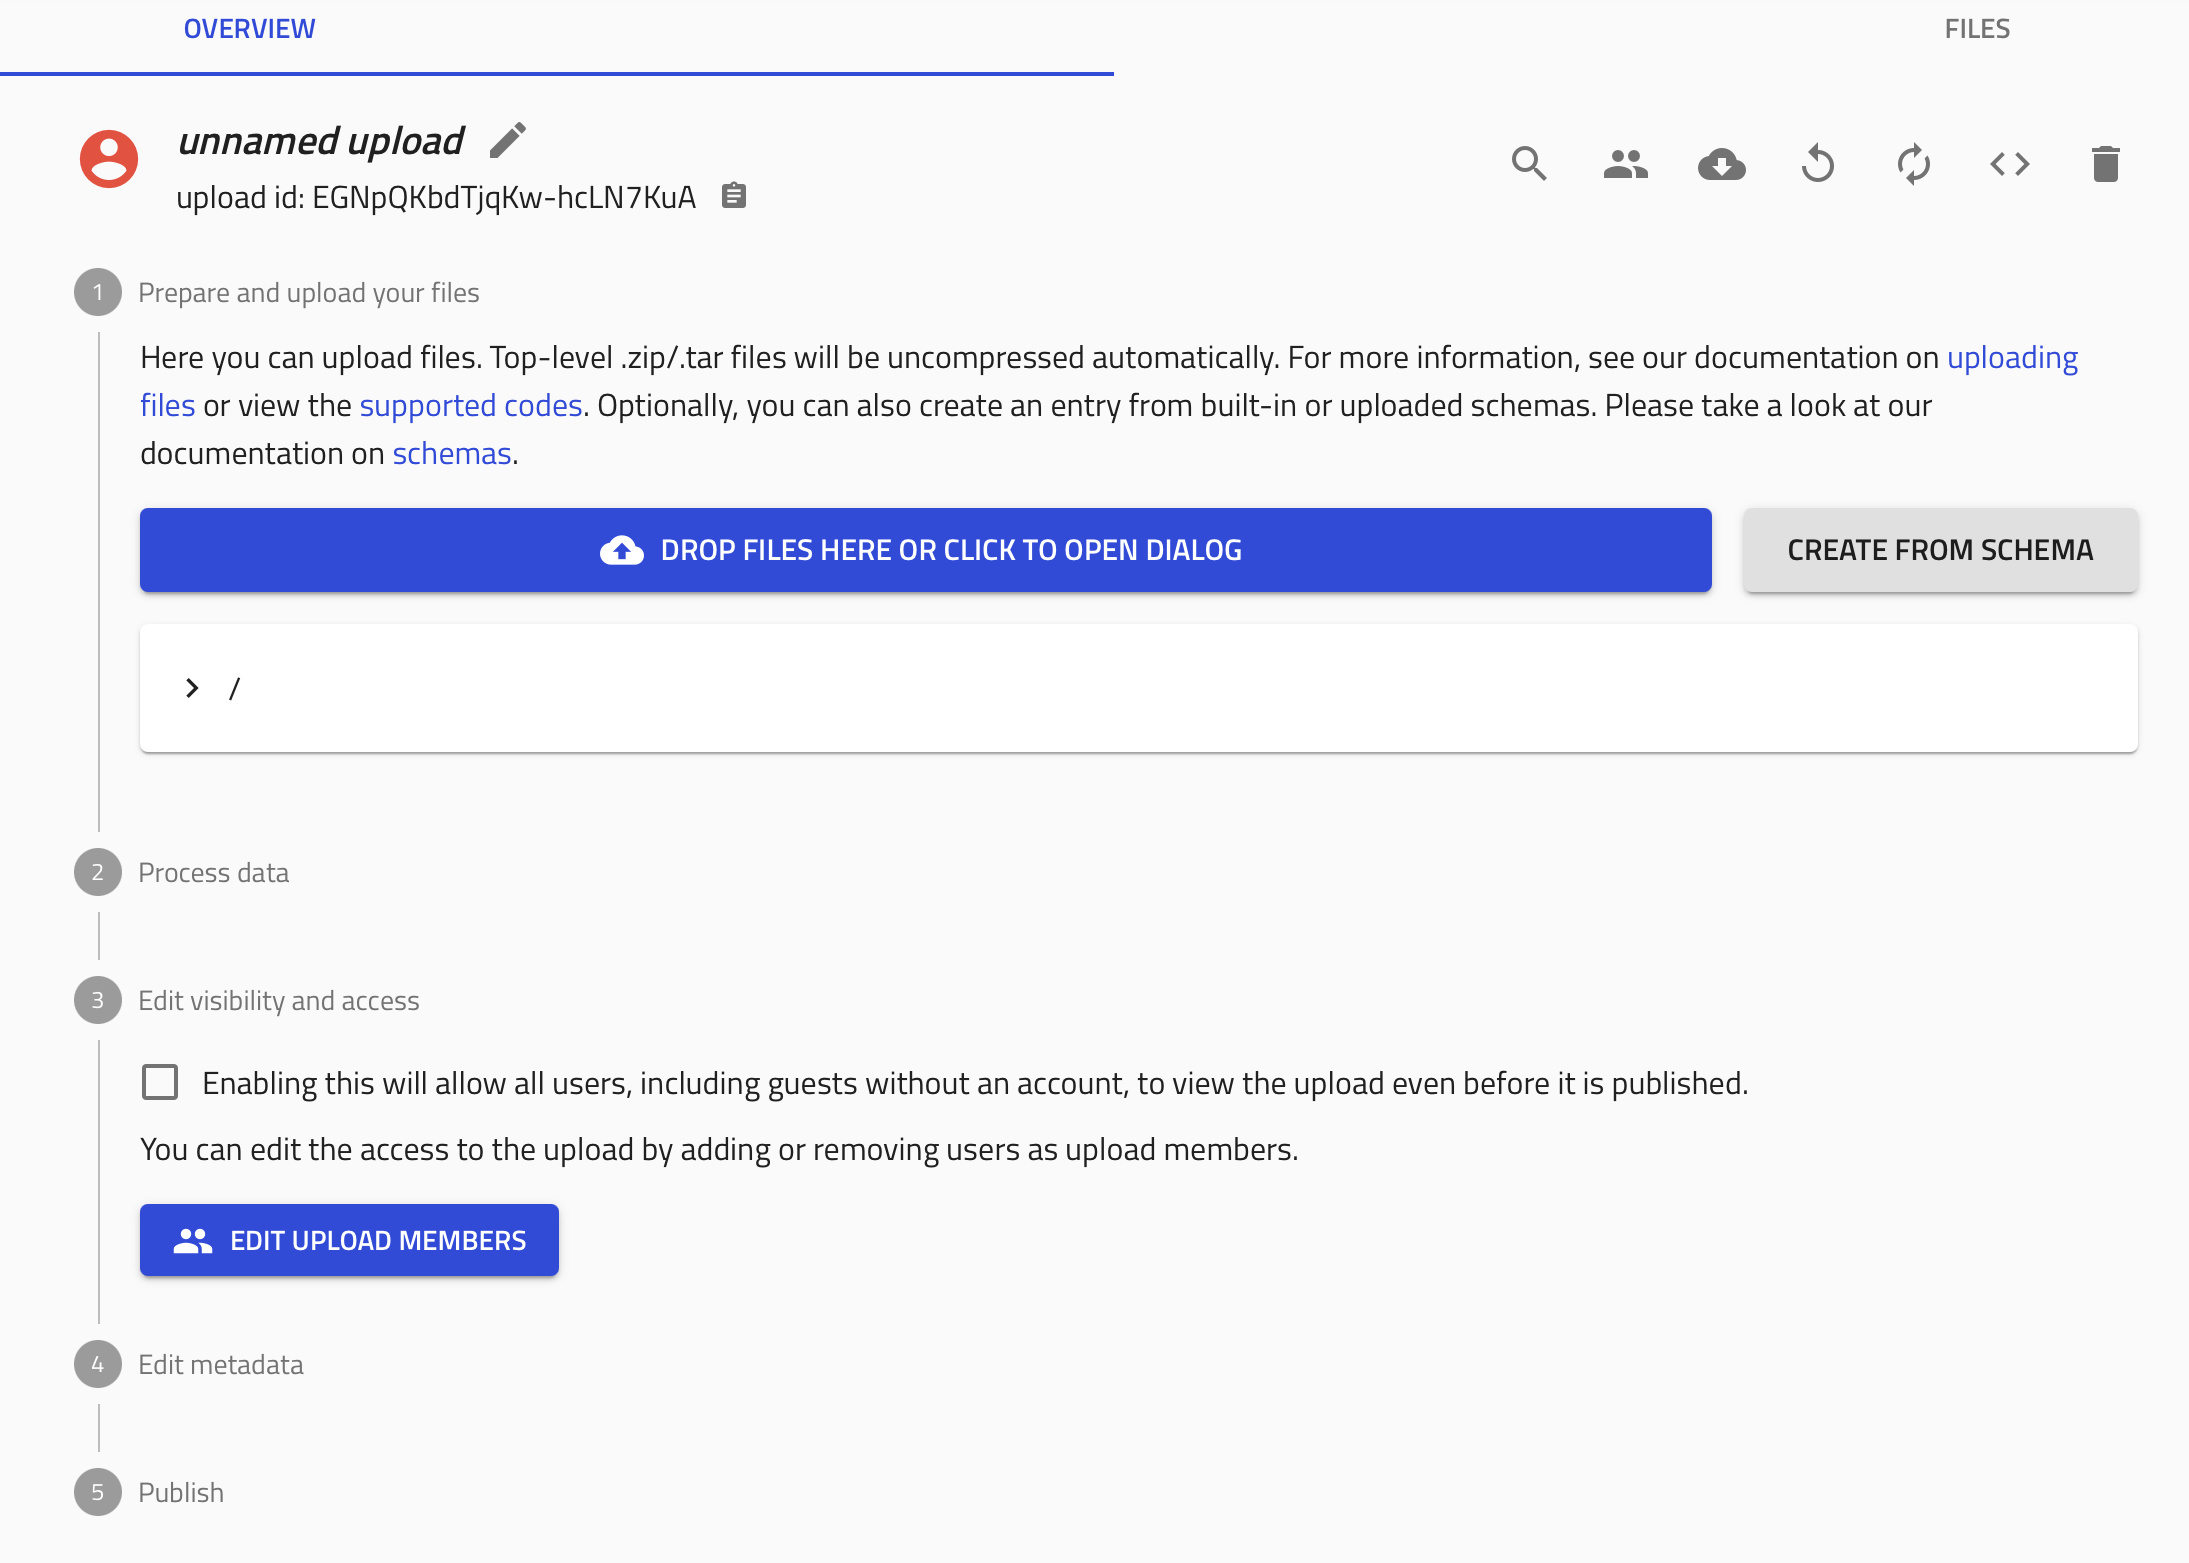 OVERVIEW
FILES
unnamed upload
upload id: EGNpQKbdTjqKw-hcLN7KuA
1 Prepare and upload your files
Here you can upload files. Top-level .zip/.tar files will be uncompressed automatically. For more information, see our documentation on uploading
files or view the supported codes. Optionally, you can also create an entry from built-in or uploaded schemas. Please take a look at our
documentation on schemas.
DROP FILES HERE OR CLICK TO OPEN DIALOG
CREATE FROM SCHEMA
/
2 Process data
3 Edit visibility and access
Enabling this will allow all users, including guests without an account, to view the upload even before it is published.
You can edit the access to the upload by adding or removing users as upload members.
EDIT UPLOAD MEMBERS
4 Edit metadata
5 Publish